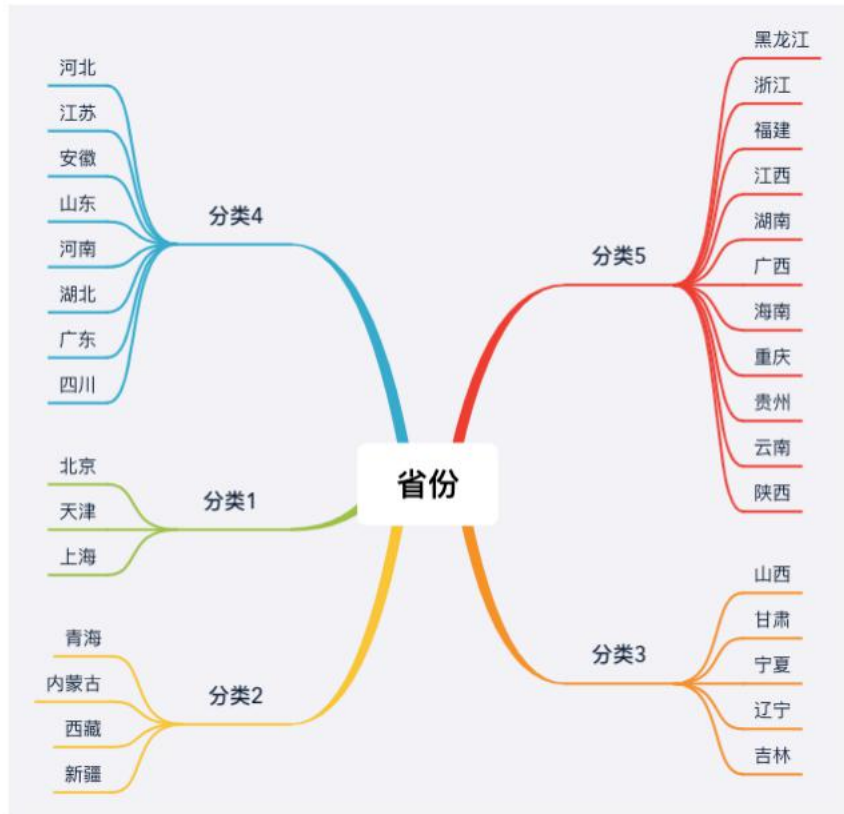 省份
分类4
河北
江苏
安徽
山东
河南
湖北
广东
四川
分类1
北京
天津
上海
分类2
青海
内蒙古
西藏
新疆
分类5
黑龙江
浙江
福建
江西
湖南
广西
海南
重庆
贵州
云南
陕西
分类3
山西
甘肃
宁夏
辽宁
吉林